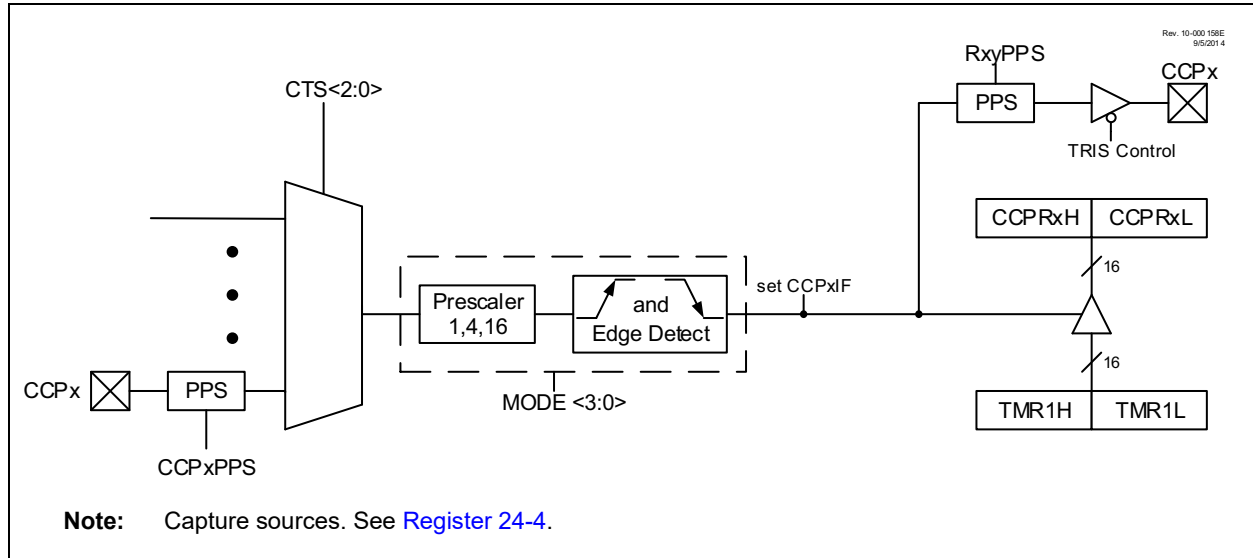 Rev. 10-000 158E
9/5/2014
RxyPPS
CCPx
PPS
TRIS Control
CTS<2:0>
CCPRxH CCPRxL
16
set CCPxIF
Prescaler
1,4,16
and
Edge Detect
16
MODE <3:0>
TMR1H TMR1L
CCPx
PPS
CCPxPPS
Note: Capture sources. See Register 24-4.